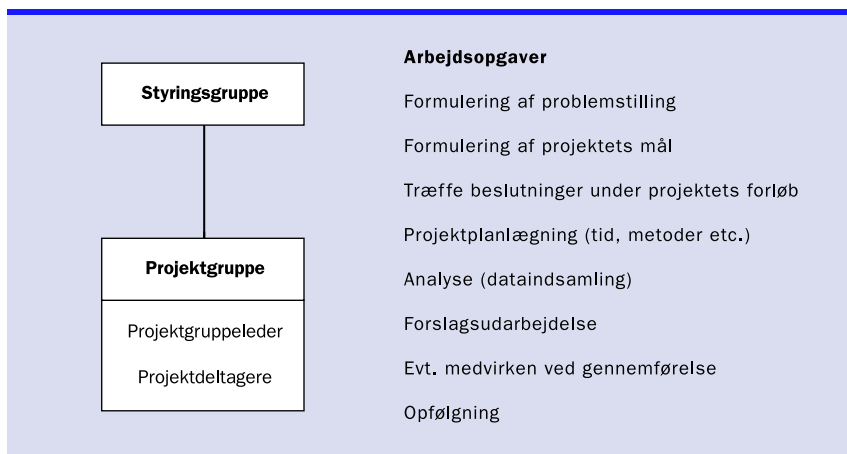 Styringsgruppe
Projektgruppe
Projektgruppeleder
Projektdeltagere
Arbejdsopgaver
Formulering af problemstilling
Formulering af projektets mål
Træffe beslutninger under projektets forløb
Projektplanlægning (tid, metoder etc.)
Analyse (dataindsamling)
Forslagsudarbejdelse
Evt. medvirken ved gennemførelse
Opfølgning